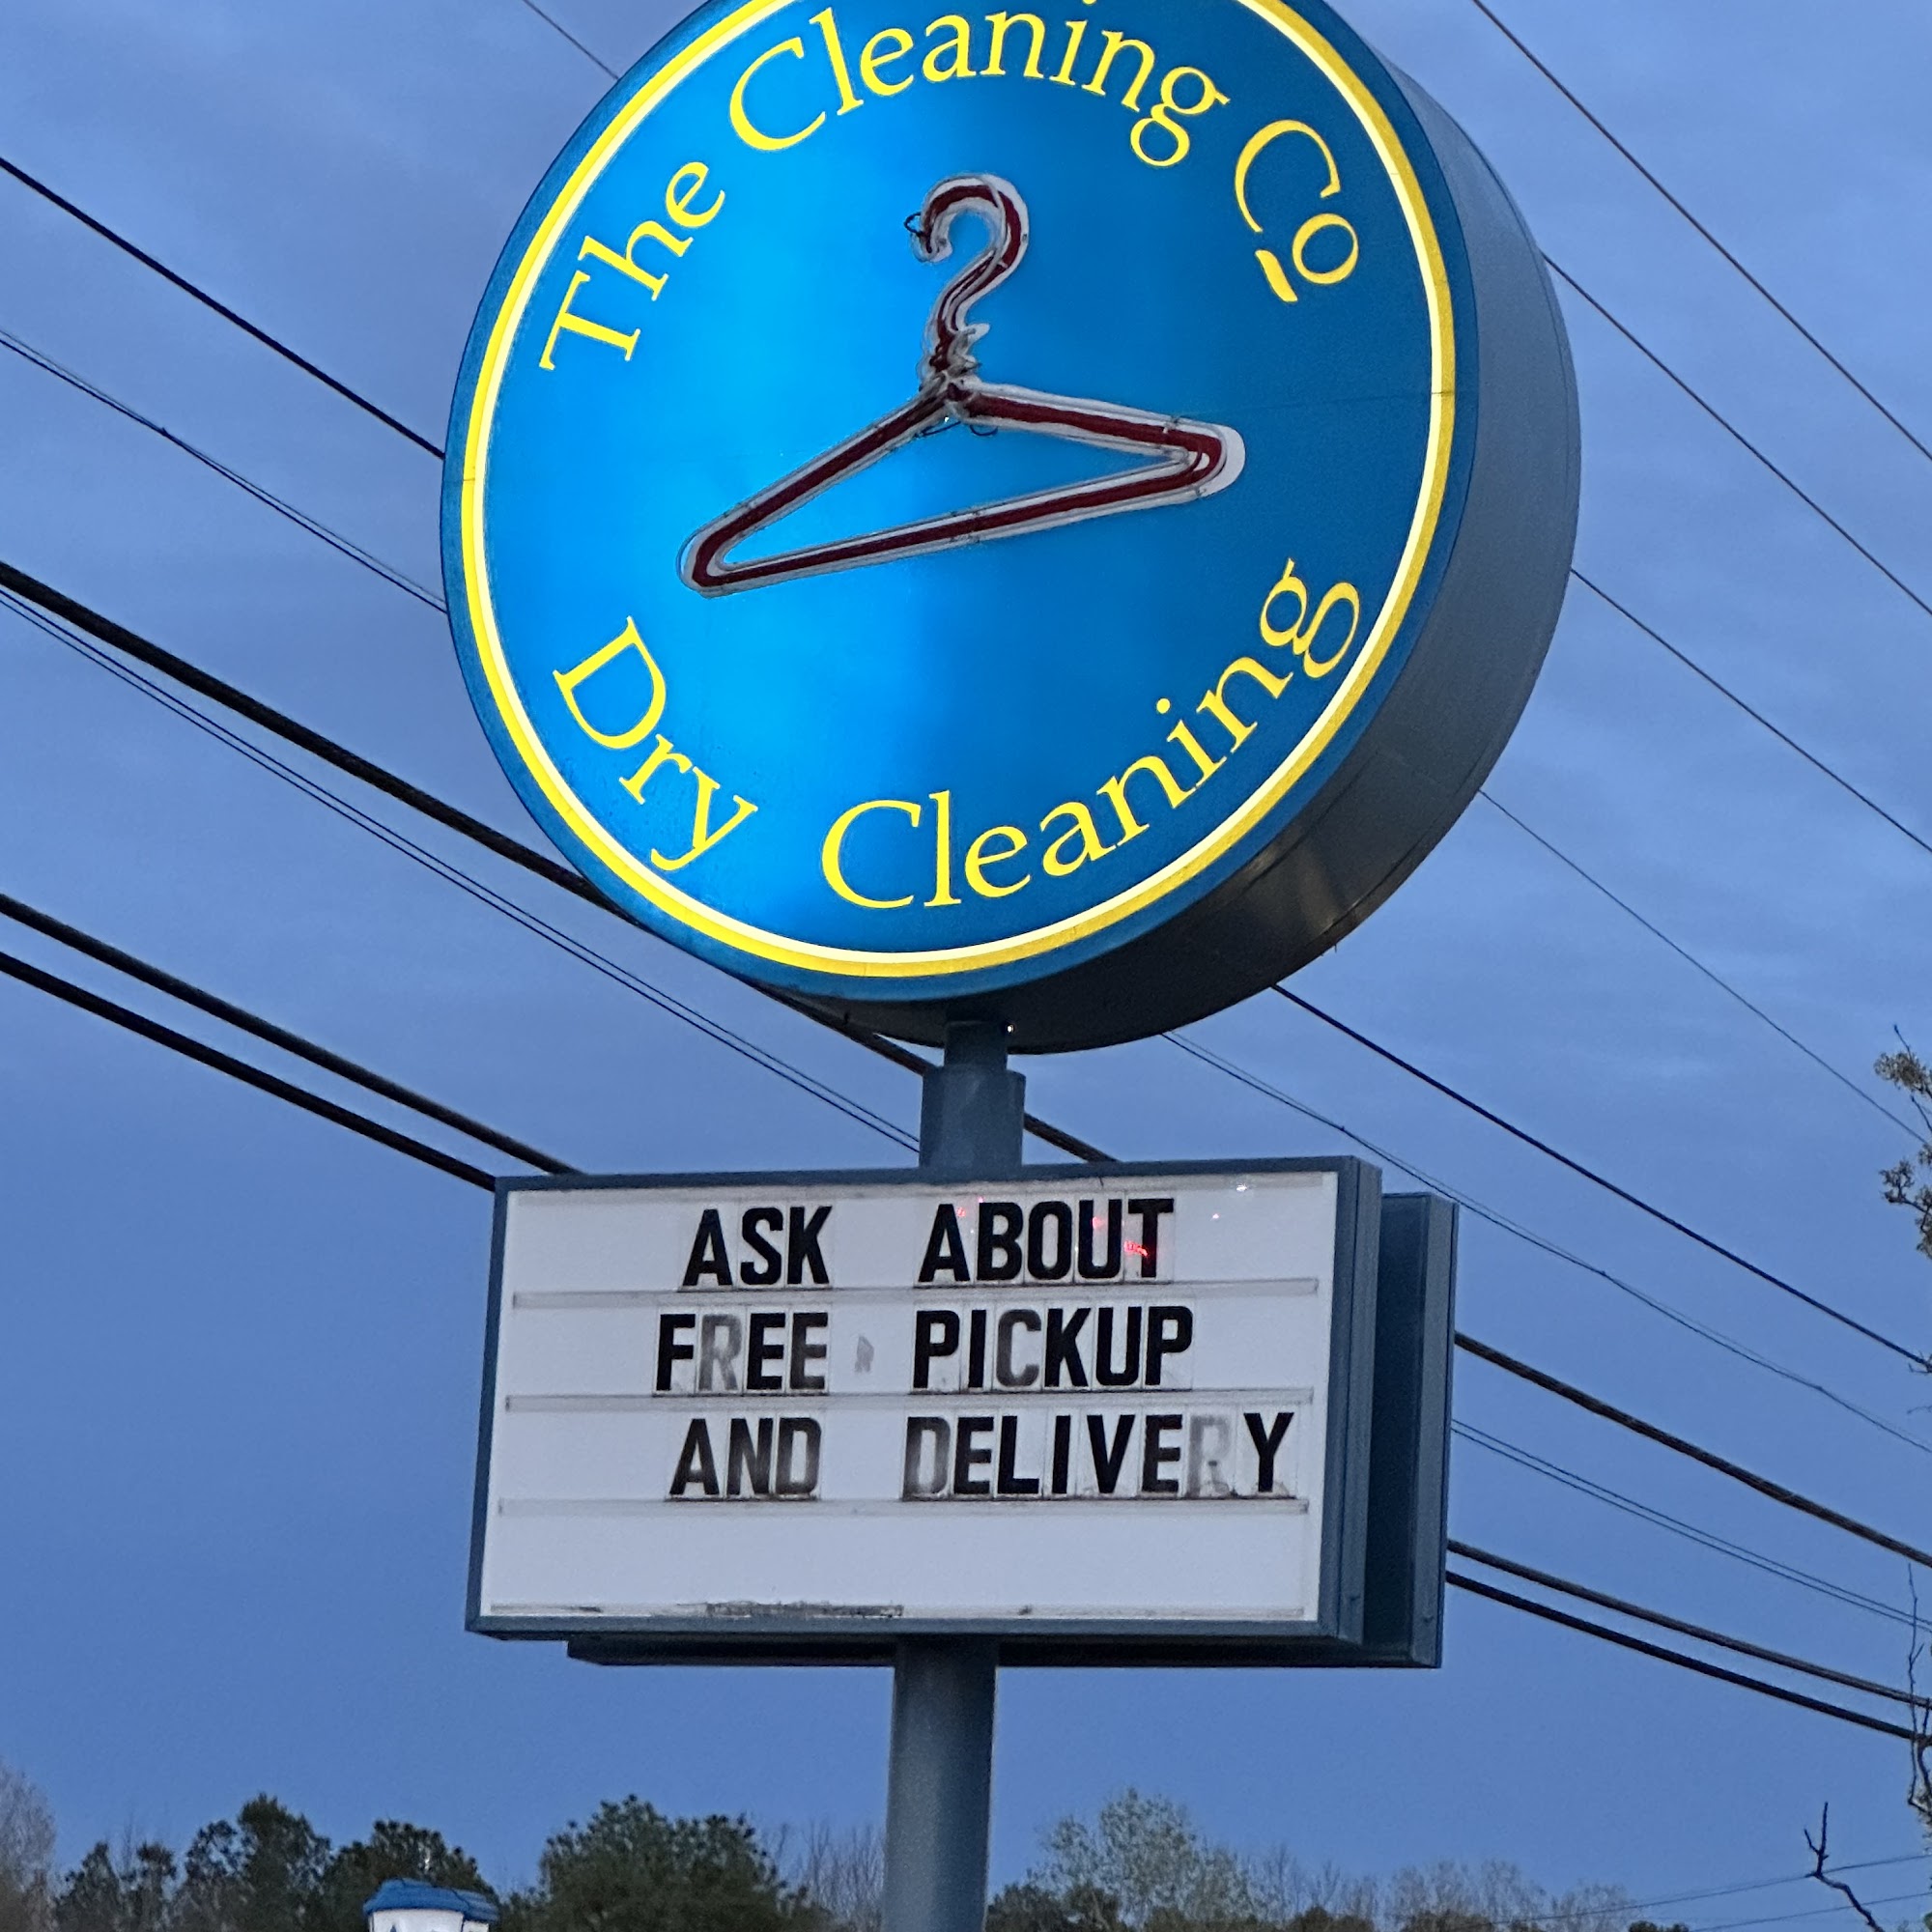 The Cleaning Co.
Dry Cleaning
ASK ABOUT
FREE PICKUP
AND DELIVERY